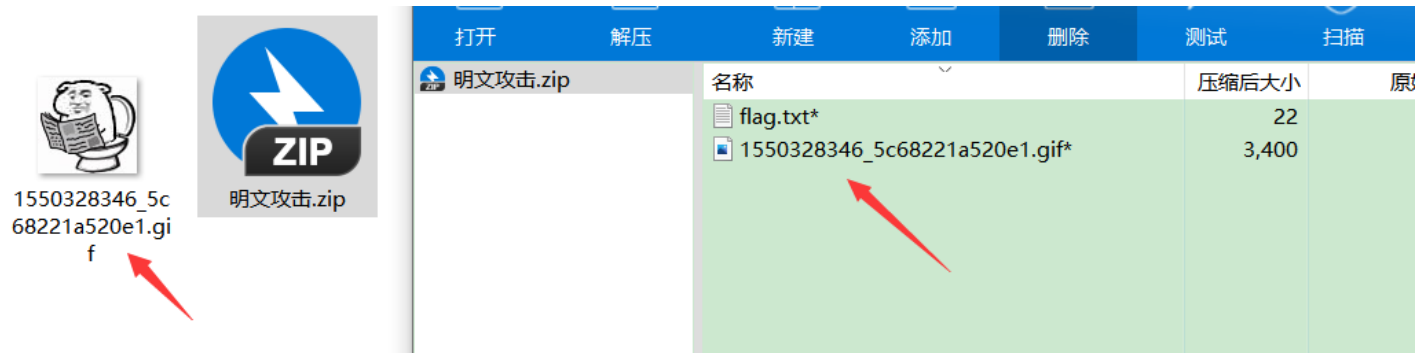 打开
解压
新建
添加
删除
测试
扫描
明文攻击.zip
名称
压缩后大小
flag.txt*
22
1550328346_5c68221a520e1.gif*
3,400
ZIP
1550328346_5c
68221a520e1.gi
f
明文攻击.zip